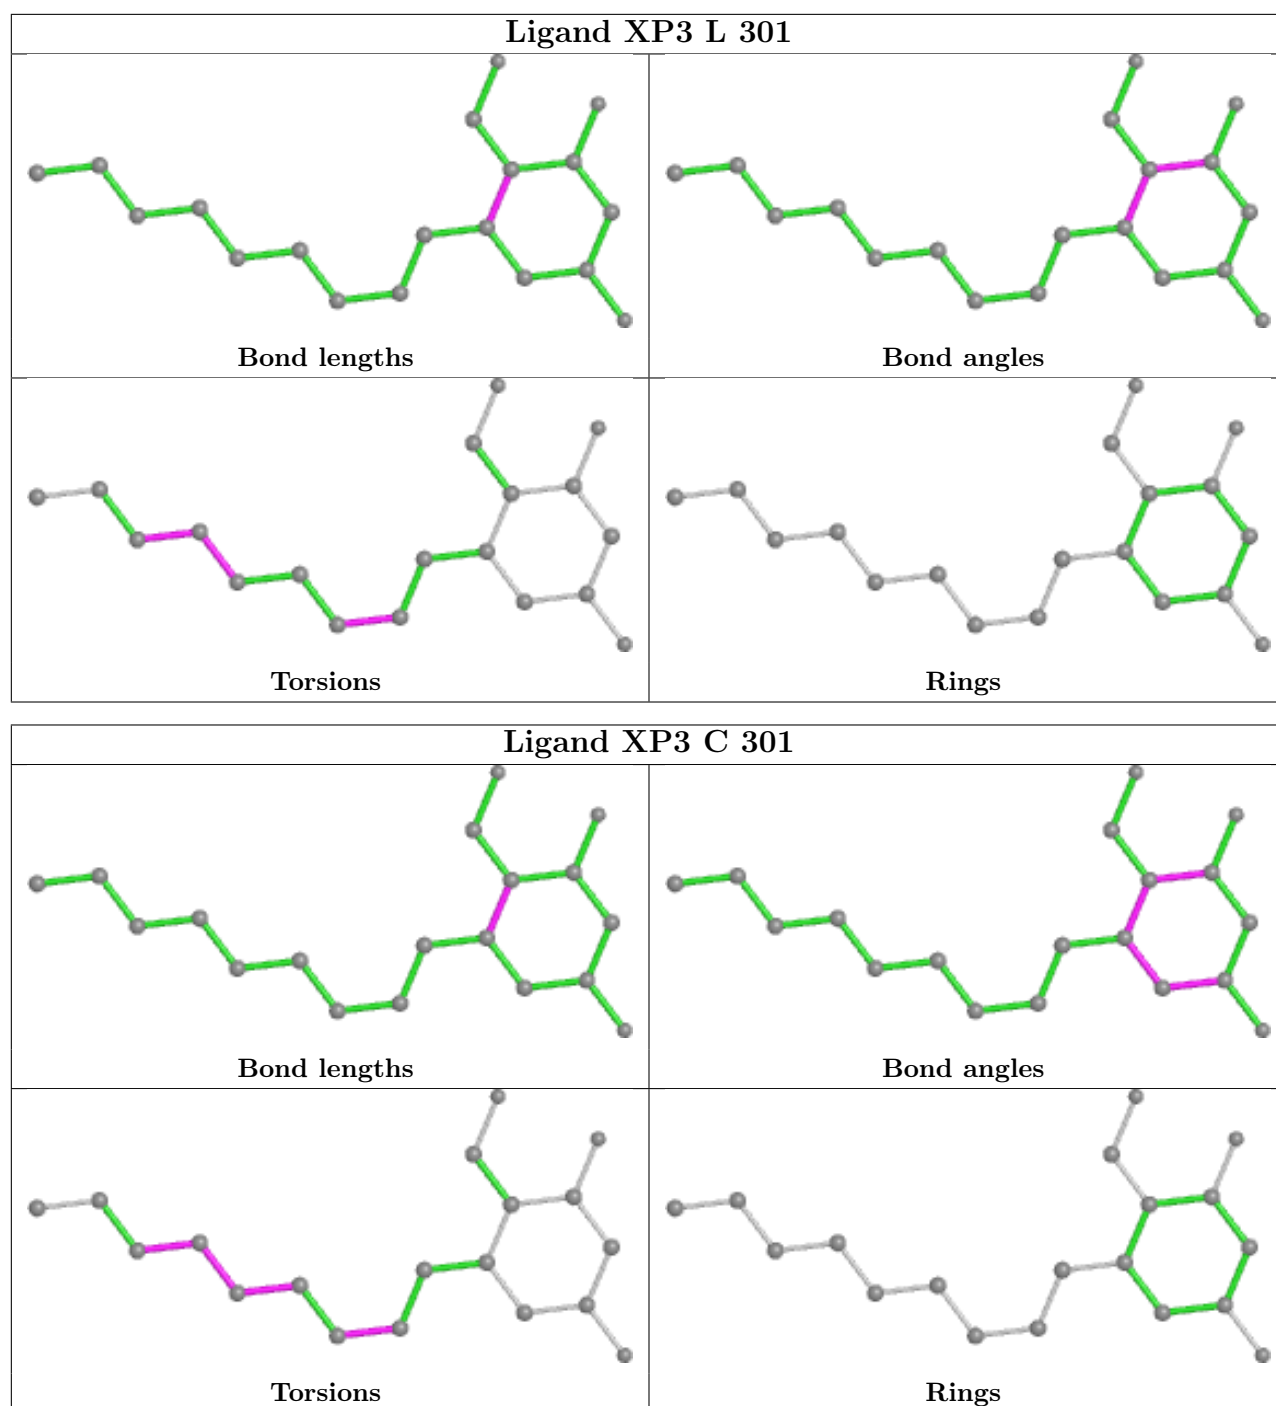 Ligand XP3 L 301
Bond lengths
Bond angles
Torsions
Rings
Ligand XP3 C 301
Bond lengths
Bond angles
Torsions
Rings